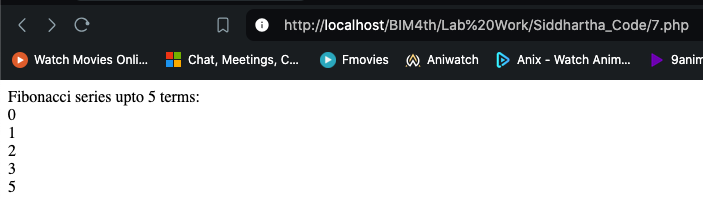 http://localhost/BIM4th/Lab%20Work/Siddhartha_Code/7.php
Watch Movies Onli... Chat, Meetings, C... Fmovies Aniwatch Anix - Watch Anim... 9anim
Fibonacci series upto 5 terms:
0
1
2
3
5